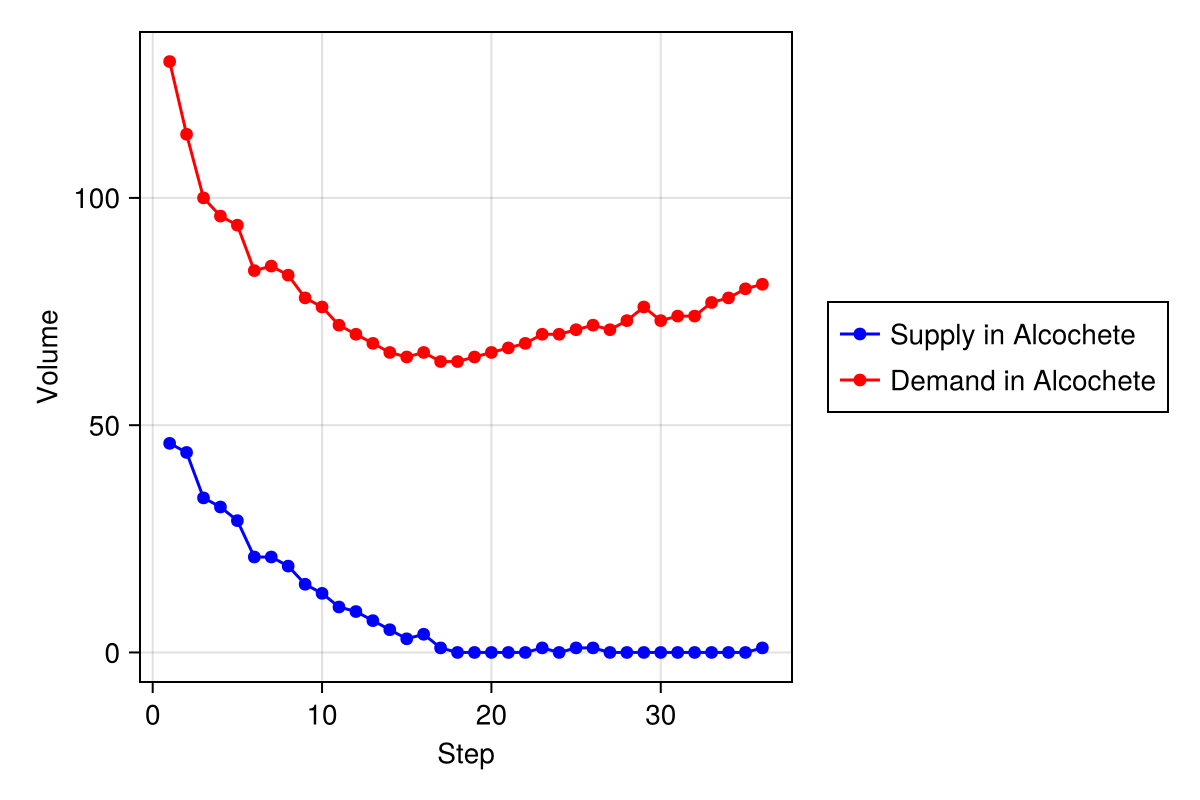 Volume
100
50
0
0 10 20 30
Step
Supply in Alcochete
Demand in Alcochete